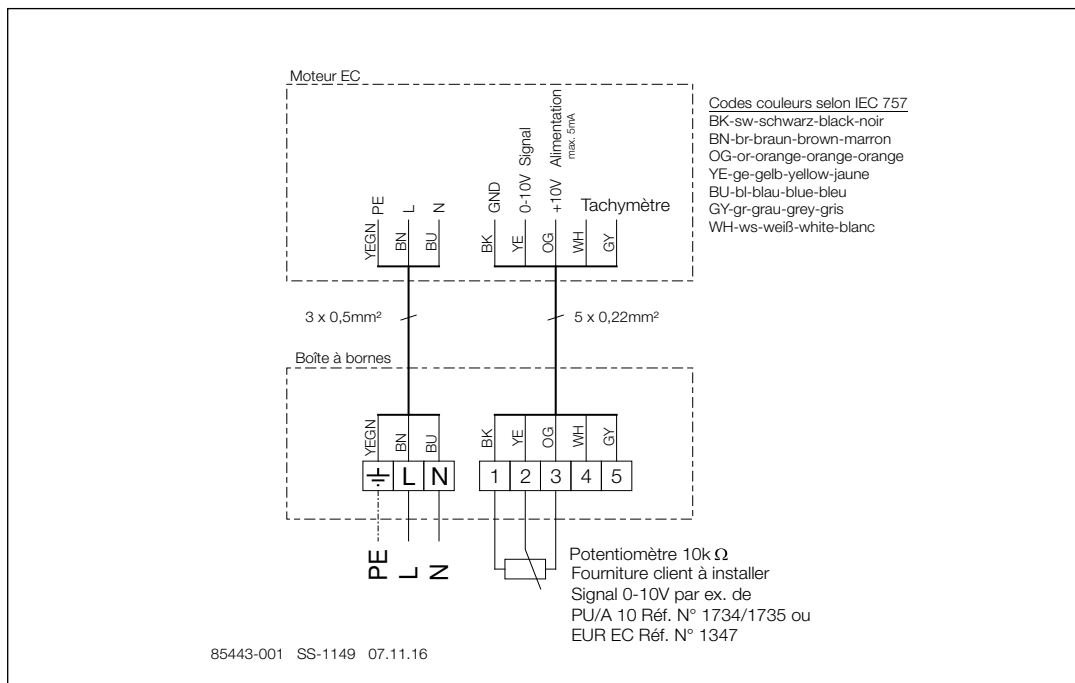 Moteur EC
Codes couleurs selon IEC 757
BK-sw-schwarz-black-noir
BN-br-braun-brown-marron
OG-or-orange-orange-orange
YE-ge-gelb-yellow-jaune
BU-bl-blau-blue-bleu
GY-gr-grau-grey-gris
WH-ws-weiß-white-blanc
PE
L
N
GND
0-10V Signal
+10V Alimentation
max. 5mA
Tachymètre
YEGN
BN
BU
BK
YE
OG
WH
GY
3 x 0,5mm²
5 x 0,22mm²
Boîte à bornes
YEGN
BN
BU
BK
YE
OG
WH
GY
L N
1 2 3 4 5
PE
L
N
Potentiomètre 10k Ω
Fourniture client à installer
Signal 0-10V par ex. de
PU/A 10 Réf. N° 1734/1735 ou
EUR EC Réf. N° 1347
85443-001 SS-1149 07.11.16